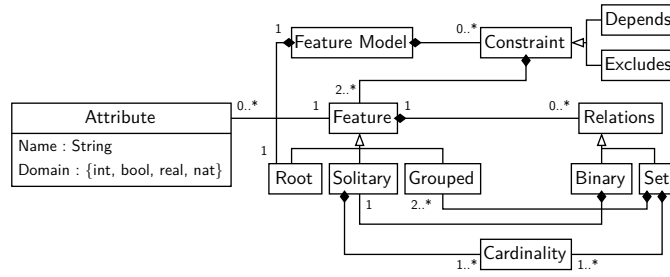 Depends
1
0..*
Feature Model
Constraint
Excludes
2..*
Attribute
0..*
1
Feature
1
0..*
Relations
Name : String
Domain : {int, bool, real, nat}
1
Root
Solitary
Grouped
Binary
Set
1
2..*
Cardinality
1..*
1..*